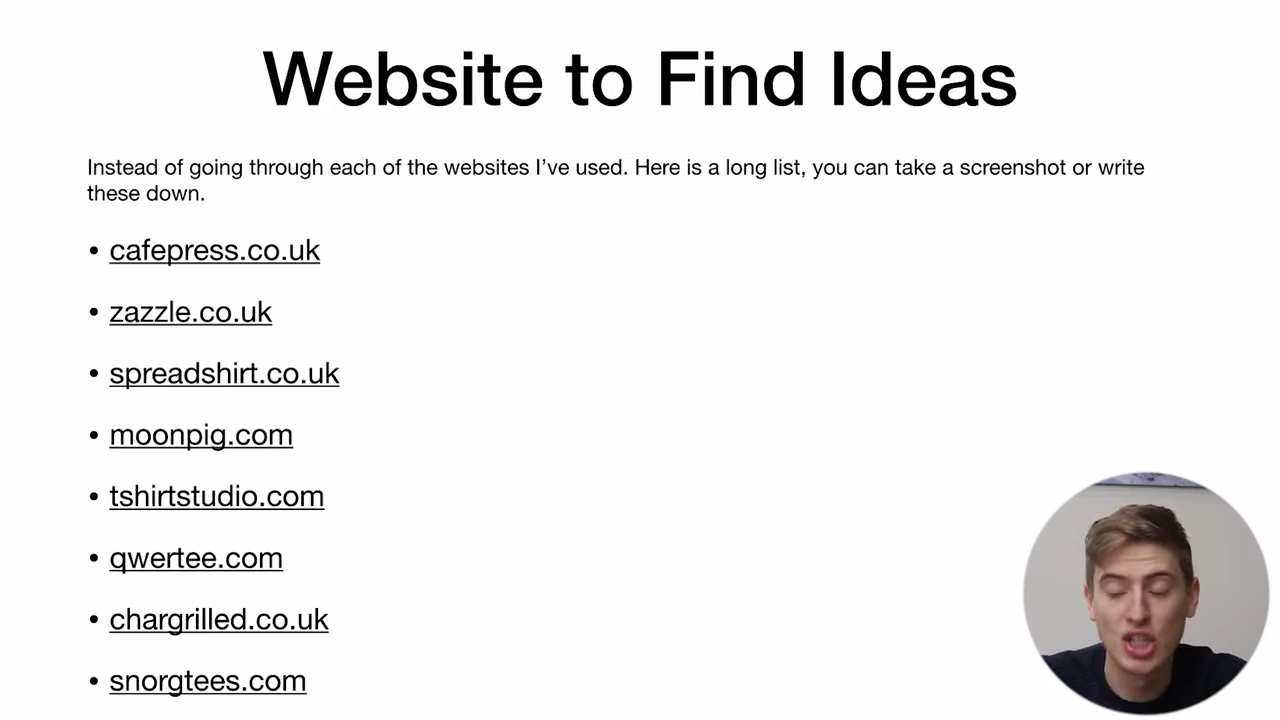 Website to Find Ideas
Instead of going through each of the websites I’ve used. Here is a long list, you can take a screenshot or write
these down.
• cafepress.co.uk
• zazzle.co.uk
• spreadshirt.co.uk
• moonpig.com
• tshirtstudio.com
• qwertee.com
• chargrilled.co.uk
• snorgtees.com